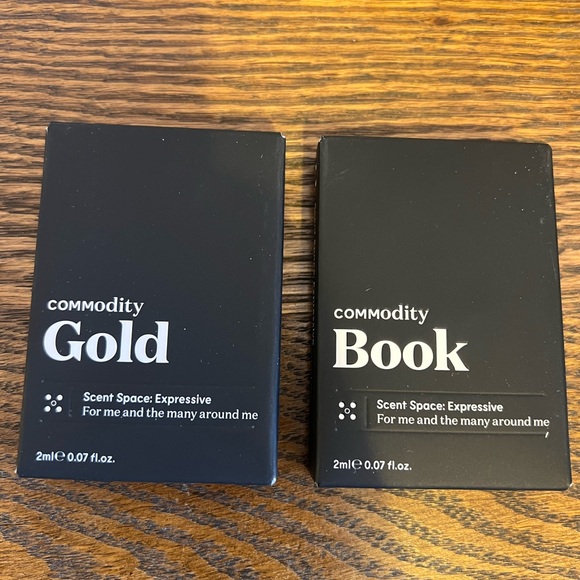 COMMOdity
Gold
Scent Space: Expressive
For me and the many around me
2ml℮ 0.07 fl.oz.
COMMOdity
Book
Scent Space: Expressive
For me and the many around me
2ml℮ 0.07 fl.oz.